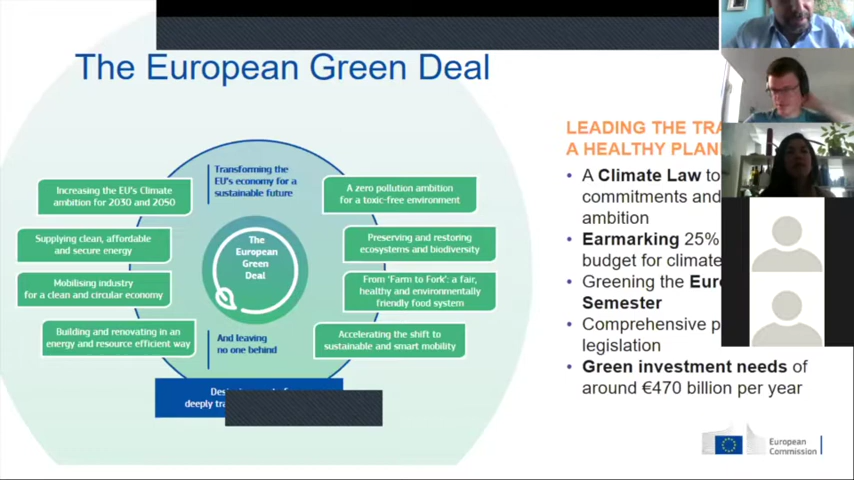 The European Green Deal
Transforming the
EU's economy for a
sustainable future
Increasing the EU's Climate
ambition for 2030 and 2050
Supplying clean, affordable
and secure energy
Mobilising industry
for a clean and circular economy
Building and renovating in an
energy and resource efficient way
The
European
Green
Deal
A zero pollution ambition
for a toxic-free environment
Preserving and restoring
ecosystems and biodiversity
From 'Farm to Fork': a fair,
healthy and environmentally
friendly food system
Accelerating the shift to
sustainable and smart mobility
And leaving
no one behind
deeply
LEADING THE
A HEALTHY
• A Climate Law to
commitments and
ambition
• Earmarking 25%
budget for climate
• Greening the
Semester
• Comprehensive
legislation
• Green investment needs of
around €470 billion per year
European
Commission